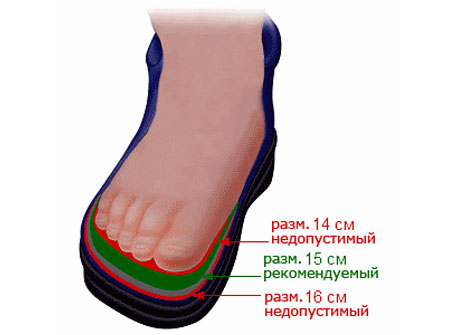 разм. 14 см
недопустимый
разм. 15 см
рекомендуемый
разм. 16 см
недопустимый